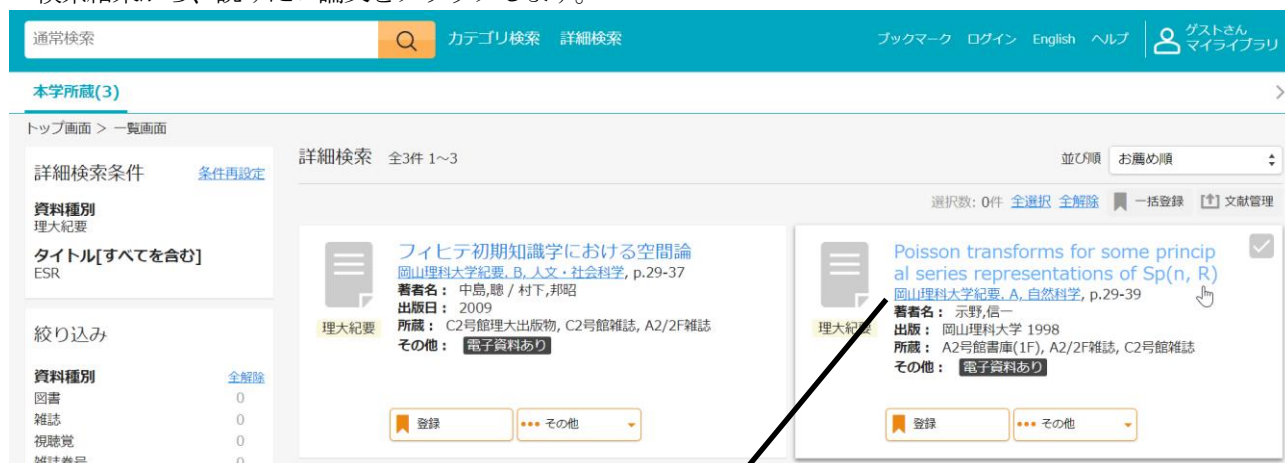 通常検索
カテゴリ検索 詳細検索
ブックマーク ログイン English ヘルプ
ゲストさん
マイライブラリ
本学所蔵(3)
トップ画面 > 一覧画面
詳細検索条件 条件再設定
資料種別
理大紀要
タイトル[すべてを含む]
ESR
絞り込み
資料種別 全解除
図書 0
雑誌 0
視聴覚 0
詳細検索 全3件 1～3
並び順 お薦め順
選択数: 0件 全選択 全解除 一括登録 文献管理
理大紀要
フィヒテ初期知識学における空間論
岡山理科大学紀要. B, 人文・社会科学, p.29-37
著者名： 中島,聰 / 村下,邦昭
出版日： 2009
所蔵： C2号館理大出版物, C2号館雑誌, A2/2F雑誌
その他： 電子資料あり
登録 ••• その他
理大紀要
Poisson transforms for some princip
al series representations of Sp(n, R)
岡山理科大学紀要. A, 自然科学, p.29-39
著者名： 示野,信一
出版： 岡山理科大学 1998
所蔵： A2号館書庫(1F), A2/2F雑誌, C2号館雑誌
その他： 電子資料あり
登録 ••• その他